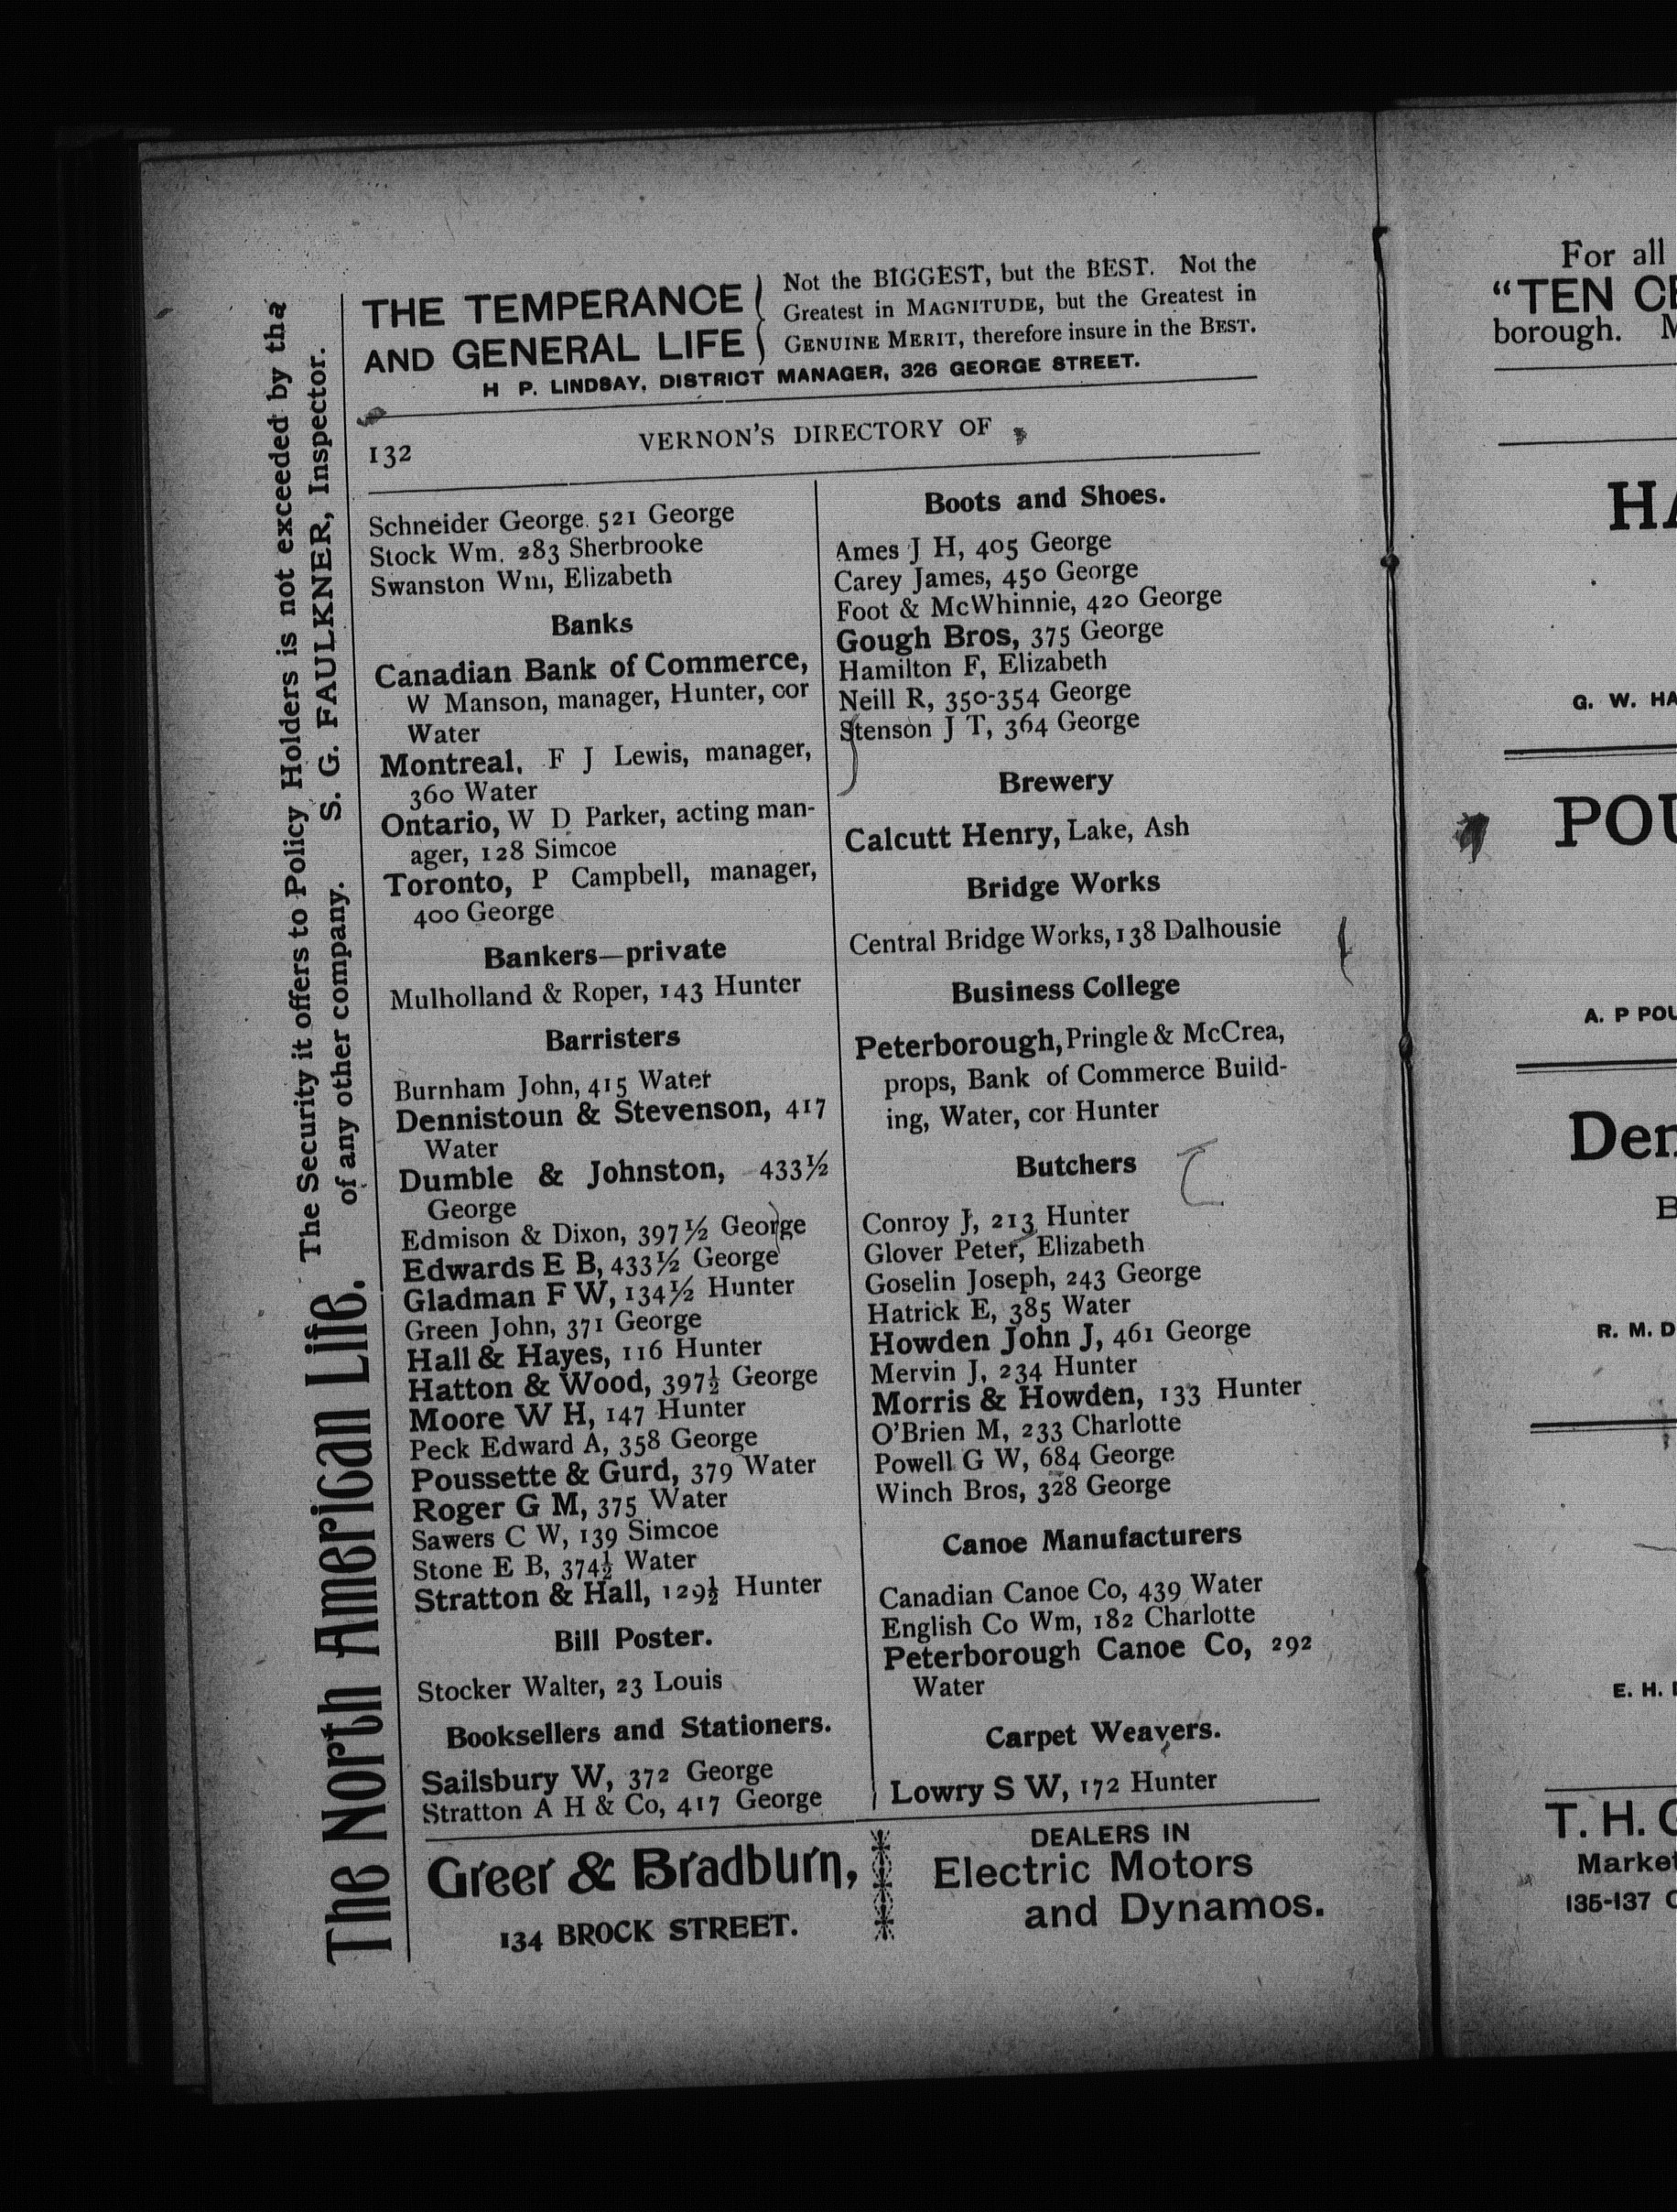 THE TEMPERANCE
AND GENERAL LIFE
Not the BIGGEST, but the BEST. Not the
Greatest in MAGNITUDE, but the Greatest in
GENUINE MERIT, therefore insure in the BEST.
H P. LINDSAY, DISTRICT MANAGER, 326 GEORGE STREET.
132
VERNON'S DIRECTORY OF
Schneider George. 521 George
Stock Wm. 283 Sherbrooke
Swanston Wm, Elizabeth
Banks
Canadian Bank of Commerce,
W Manson, manager, Hunter, cor
Water
Montreal. F J Lewis, manager,
360 Water
Ontario, W D Parker, acting man-
ager, 128 Simcoe
Toronto, P Campbell, manager,
400 George
Bankers—private
Mulholland & Roper, 143 Hunter
Barristers
Burnham John, 415 Water
Dennistoun & Stevenson, 417
Water
Dumble & Johnston, 433½
George
Edmison & Dixon, 397½ George
Edwards E B, 433½ George
Gladman F W, 134½ Hunter
Green John, 371 George
Hall & Hayes, 116 Hunter
Hatton & Wood, 397½ George
Moore W H, 147 Hunter
Peck Edward A, 358 George
Poussette & Gurd, 379 Water
Roger G M, 375 Water
Sawers C W, 139 Simcoe
Stone E B, 374½ Water
Stratton & Hall, 129½ Hunter
Bill Poster.
Stocker Walter, 23 Louis
Booksellers and Stationers.
Sailsbury W, 372 George
Stratton A H & Co, 417 George
Boots and Shoes.
Ames J H, 405 George
Carey James, 450 George
Foot & McWhinnie, 420 George
Gough Bros, 375 George
Hamilton F, Elizabeth
Neill R, 350-354 George
Stenson J T, 364 George
Brewery
Calcutt Henry, Lake, Ash
Bridge Works
Central Bridge Works, 138 Dalhousie
Business College
Peterborough, Pringle & McCrea,
props, Bank of Commerce Build-
ing, Water, cor Hunter
Butchers
Conroy J, 213 Hunter
Glover Peter, Elizabeth
Goselin Joseph, 243 George
Hatrick E, 385 Water
Howden John J, 461 George
Mervin J, 234 Hunter
Morris & Howden, 133 Hunter
O'Brien M, 233 Charlotte
Powell G W, 684 George
Winch Bros, 328 George
Canoe Manufacturers
Canadian Canoe Co, 439 Water
English Co Wm, 182 Charlotte
Peterborough Canoe Co, 292
Water
Carpet Weavers.
Lowry S W, 172 Hunter
Greer & Bradburn,
134 BROCK STREET.
DEALERS IN
Electric Motors
and Dynamos.
The North American Life.
The Security it offers to Policy Holders is not exceeded by the
of any other company. S. G. FAULKNER, Inspector.
For all
"TEN
borough.
G. W.
A. P
R. M.
E. H.
T. H.
135-137